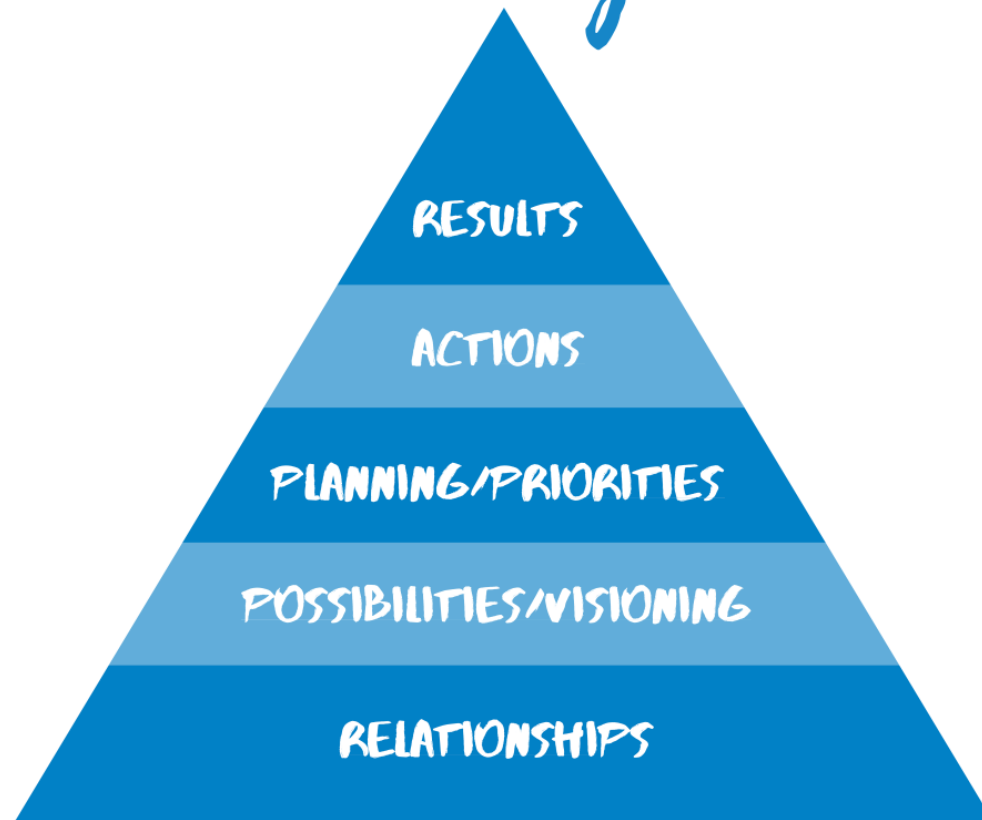 RESULTS
ACTIONS
PLANNING/PRIORITIES
POSSIBILITIES/VISIONING
RELATIONSHIPS